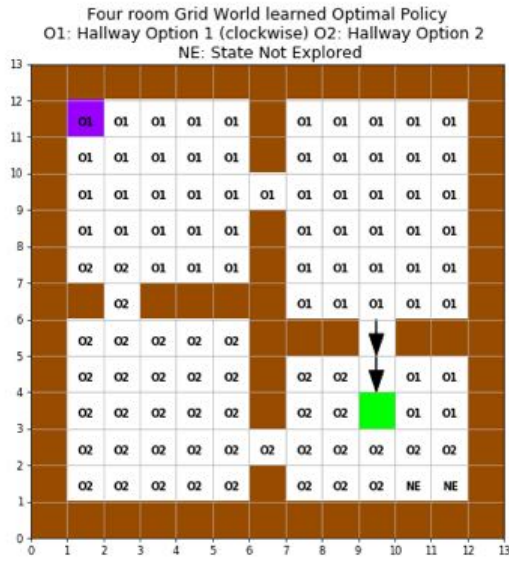 Four room Grid World learned Optimal Policy
O1: Hallway Option 1 (clockwise) O2: Hallway Option 2
NE: State Not Explored
13
12
O1 O1 O1 O1 O1 O1 O1 O1 O1 O1
11
O1 O1 O1 O1 O1 O1 O1 O1 O1 O1
10
O1 O1 O1 O1 O1 O1 O1 O1 O1 O1 O1
9
O1 O1 O1 O1 O1 O1 O1 O1 O1 O1
8
O2 O2 O1 O1 O1 O1 O1 O1 O1 O1
7
O2 O1 O1 O1 O1 O1
6
O2 O2 O2 O2 O2
5
O2 O2 O2 O2 O2 O2 O2 O1 O1
4
O2 O2 O2 O2 O2 O2 O2 O1 O1
3
O2 O2 O2 O2 O2 O2 O2 O2 O2 O2 O2
2
O2 O2 O2 O2 O2 O2 O2 O2 NE NE
1
0
0 1 2 3 4 5 6 7 8 9 10 11 12 13